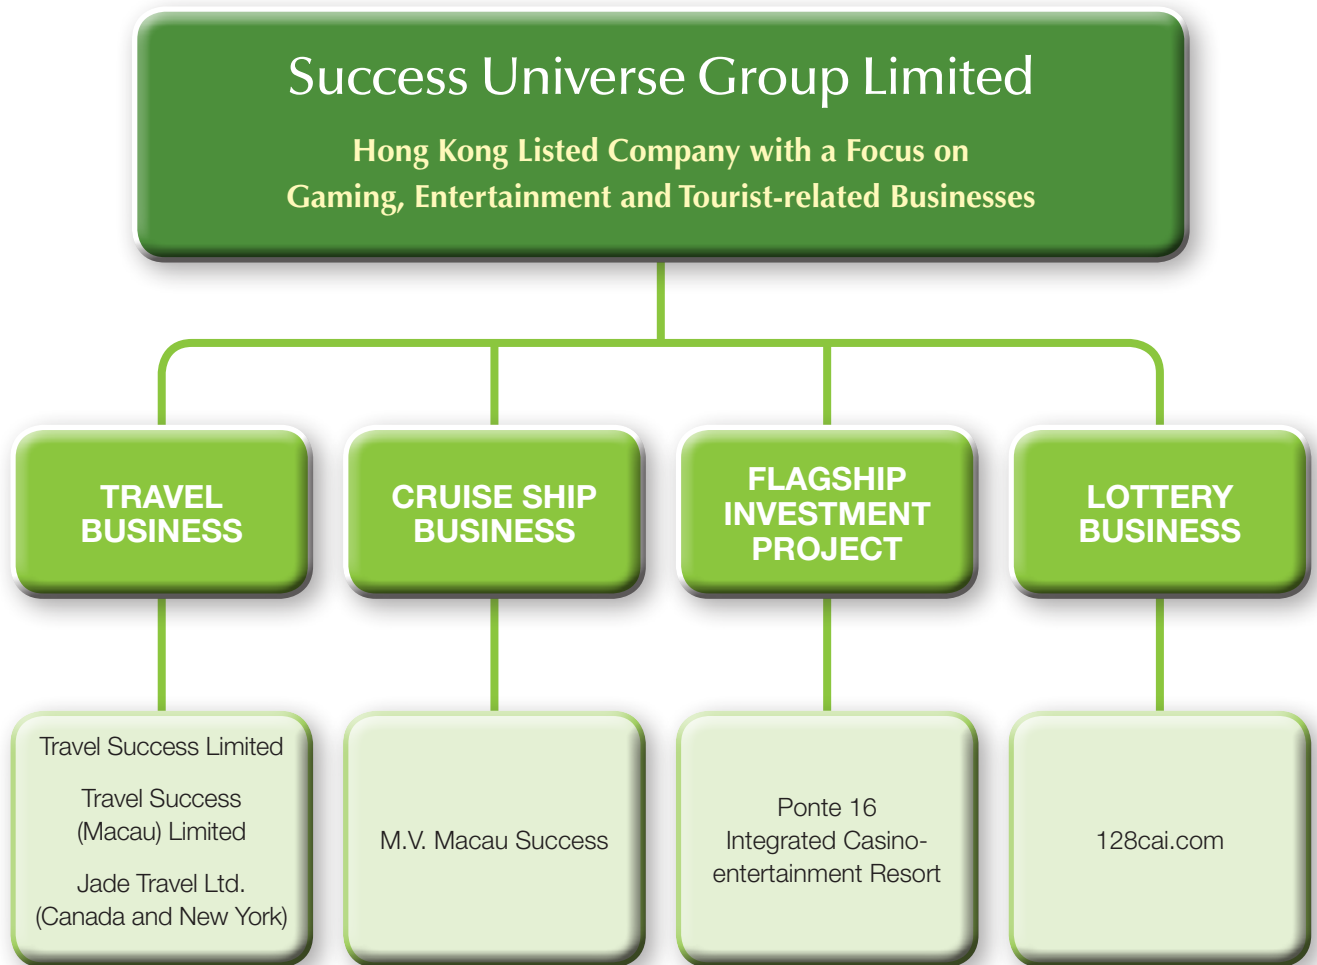 Success Universe Group Limited
Hong Kong Listed Company with a Focus on
Gaming, Entertainment and Tourist-related Businesses
TRAVEL
BUSINESS
CRUISE SHIP
BUSINESS
FLAGSHIP
INVESTMENT
PROJECT
LOTTERY
BUSINESS
Travel Success Limited
Travel Success
(Macau) Limited
Jade Travel Ltd.
(Canada and New York)
M.V. Macau Success
Ponte 16
Integrated Casino-
entertainment Resort
128cai.com